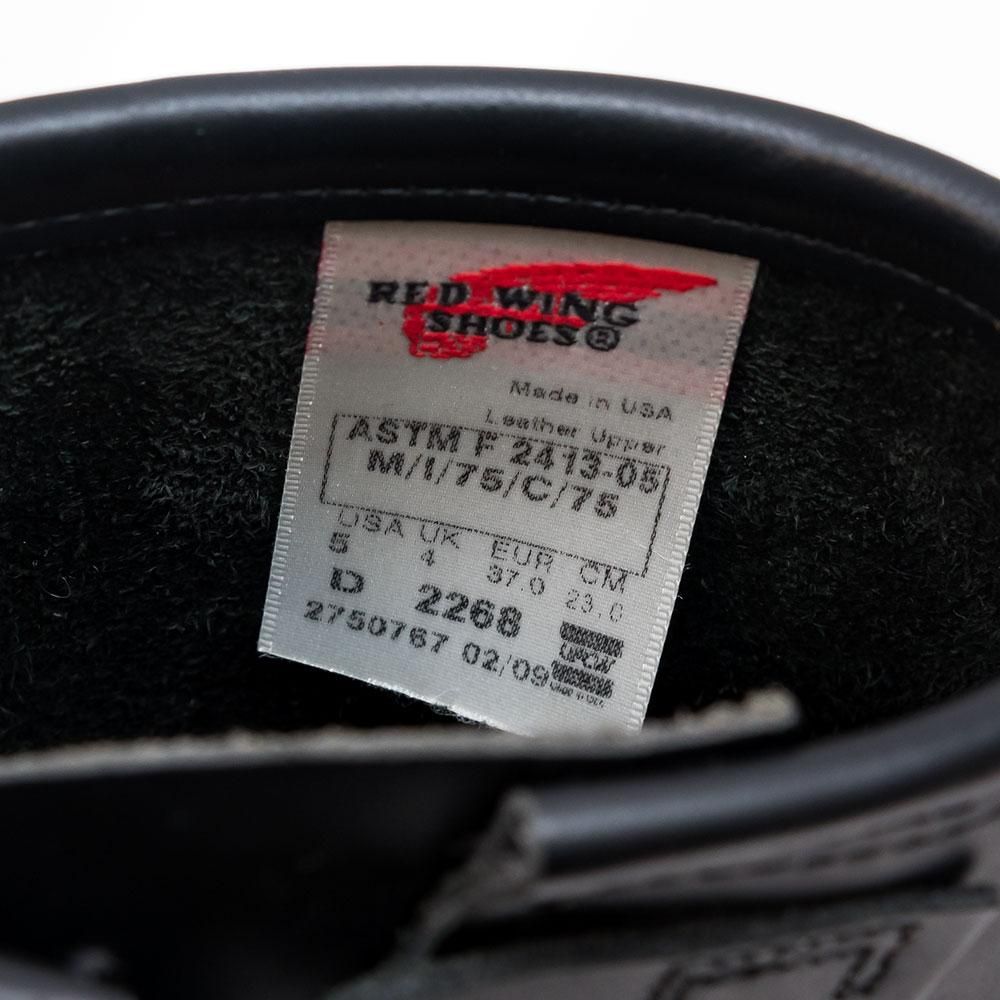 RED WING
SHOES®
Made in USA
Leather Upper
ASTM F 2413-05
M/I/75/C/75
USA UK EUR CM
5 4 37.0 23.0
D 2268
2750767 02/09
UFCW